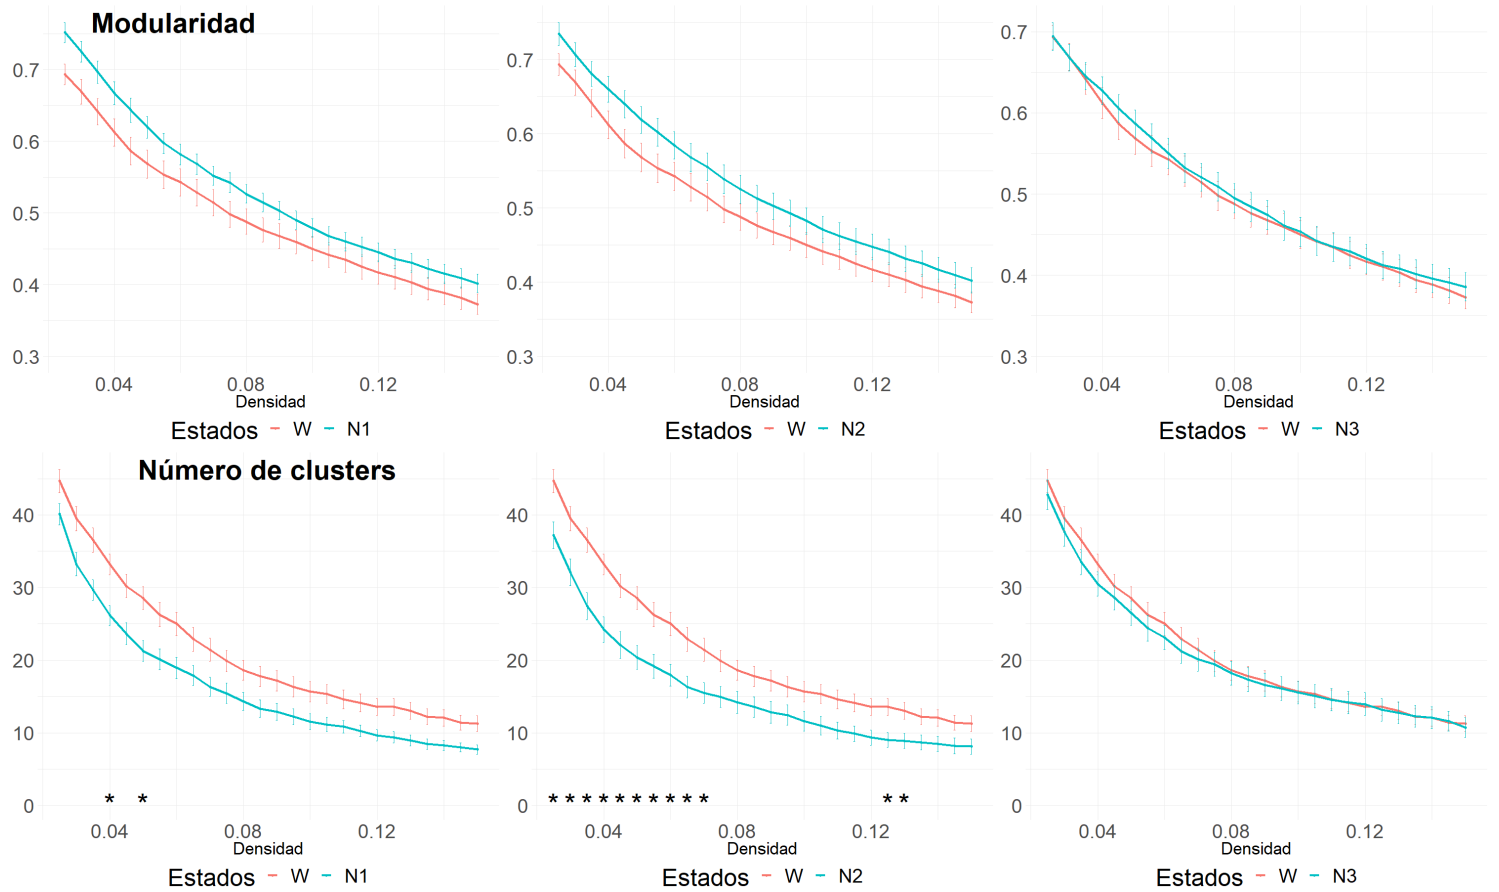 Modularidad
0.7
0.6
0.5
0.4
0.3
0.04 0.08 0.12
Densidad
Estados W N1
0.7
0.6
0.5
0.4
0.3
0.04 0.08 0.12
Densidad
Estados W N2
0.7
0.6
0.5
0.4
0.3
0.04 0.08 0.12
Densidad
Estados W N3
Número de clusters
40
30
20
10
0
* *
0.04 0.08 0.12
Densidad
Estados W N1
40
30
20
10
0
* * * * * * * * * * * *
0.04 0.08 0.12
Densidad
Estados W N2
40
30
20
10
0
0.04 0.08 0.12
Densidad
Estados W N3